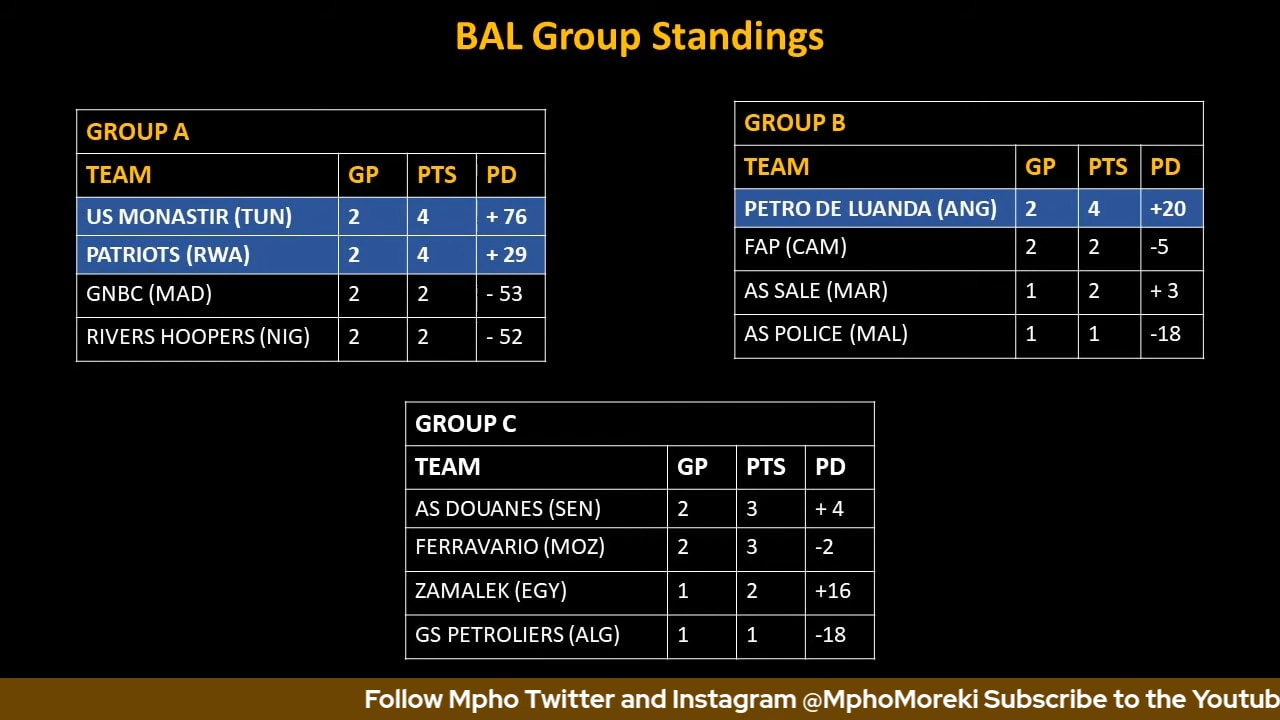 BAL Group Standings
GROUP A
TEAM GP PTS PD
US MONASTIR (TUN) 2 4 + 76
PATRIOTS (RWA) 2 4 + 29
GNBC (MAD) 2 2 - 53
RIVERS HOOPERS (NIG) 2 2 - 52
GROUP B
TEAM GP PTS PD
PETRO DE LUANDA (ANG) 2 4 +20
FAP (CAM) 2 2 -5
AS SALE (MAR) 1 2 + 3
AS POLICE (MAL) 1 1 -18
GROUP C
TEAM GP PTS PD
AS DOUANES (SEN) 2 3 + 4
FERRAVARIO (MOZ) 2 3 -2
ZAMALEK (EGY) 1 2 +16
GS PETROLIERS (ALG) 1 1 -18
Follow Mpho Twitter and Instagram @MphoMoreki Subscribe to the Youtub